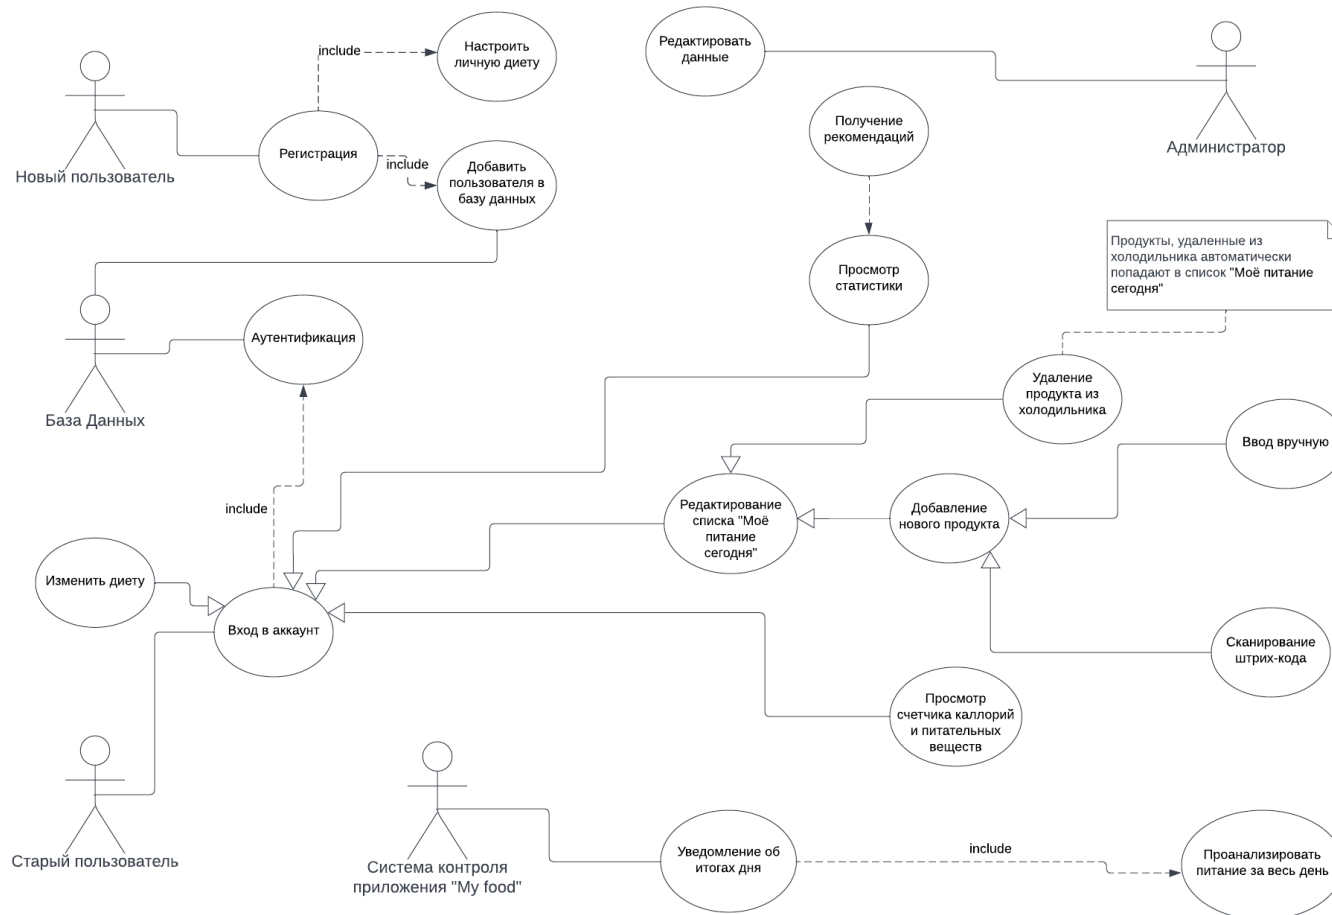 include
Настроить
личную диету
Редактировать
данные
Новый пользователь
Регистрация
include
Добавить
пользователя в
базу данных
Получение
рекомендаций
Администратор
Просмотр
статистики
Продукты, удаленные из
холодильника автоматически
попадают в список "Моё питание
сегодня"
Аутентификация
База Данных
Удаление
продукта из
холодильника
Ввод вручную
include
Редактирование
списка "Моё
питание
сегодня"
Добавление
нового продукта
Изменить диету
Вход в аккаунт
Сканирование
штрих-кода
Просмотр
счетчика каллорий
и питательных
веществ
Старый пользователь
Система контроля
приложения "My food"
Уведомление об
итогах дня
include
Проанализировать
питание за весь день